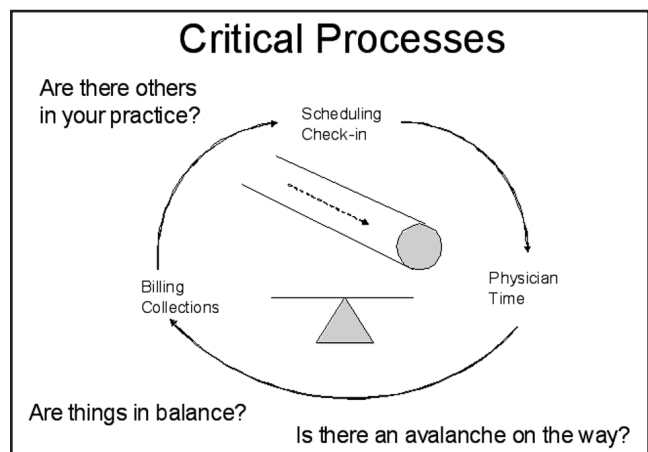 Critical Processes
Are there others
in your practice?
Scheduling
Check-in
Physician
Time
Billing
Collections
Are things in balance?
Is there an avalanche on the way?